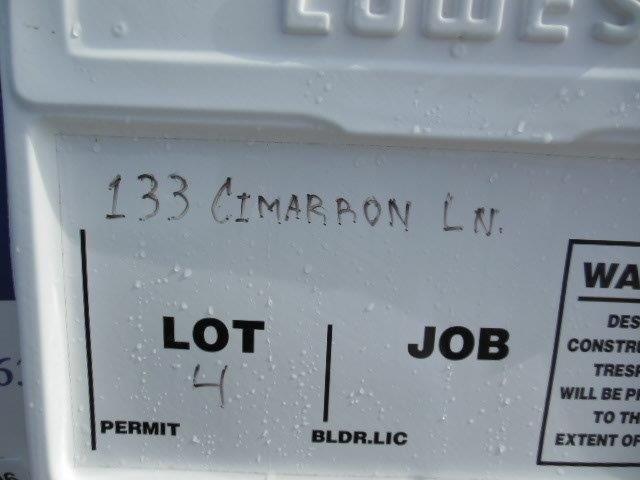 LOWES
133 CIMARRON LN.
LOT
JOB
4
PERMIT
BLDR.LIC
WA
DES
CONSTRU
TRESP
WILL BE P
TO TH
EXTENT OF